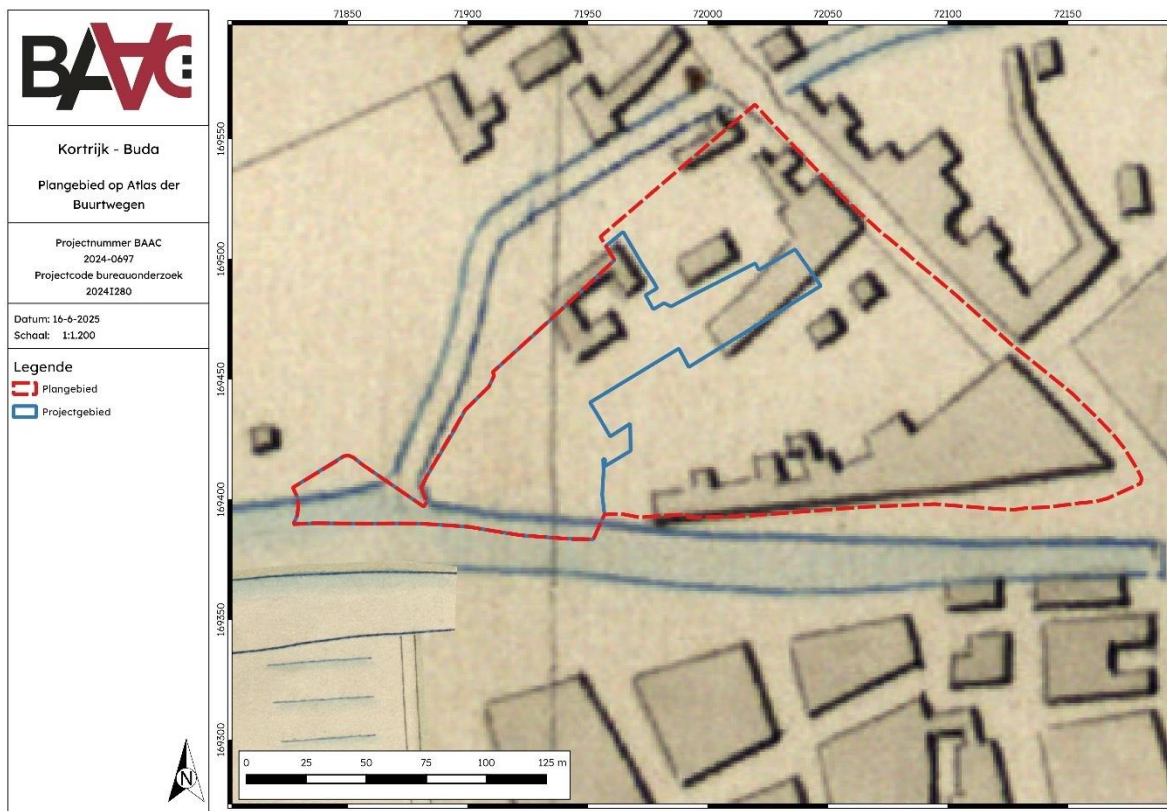 BAAC
Kortrijk - Buda
Plangebied op Atlas der
Buurtwegen
Projectnummer BAAC
2024-0697
Projectcode bureauonderzoek
2024I280
Datum: 16-6-2025
Schaal: 1:1.200
Legende
Plangebied
Projectgebied
N
71850 71900 71950 72000 72050 72100 72150
169550
169500
169450
169400
169350
169300
0 25 50 75 100 125 m